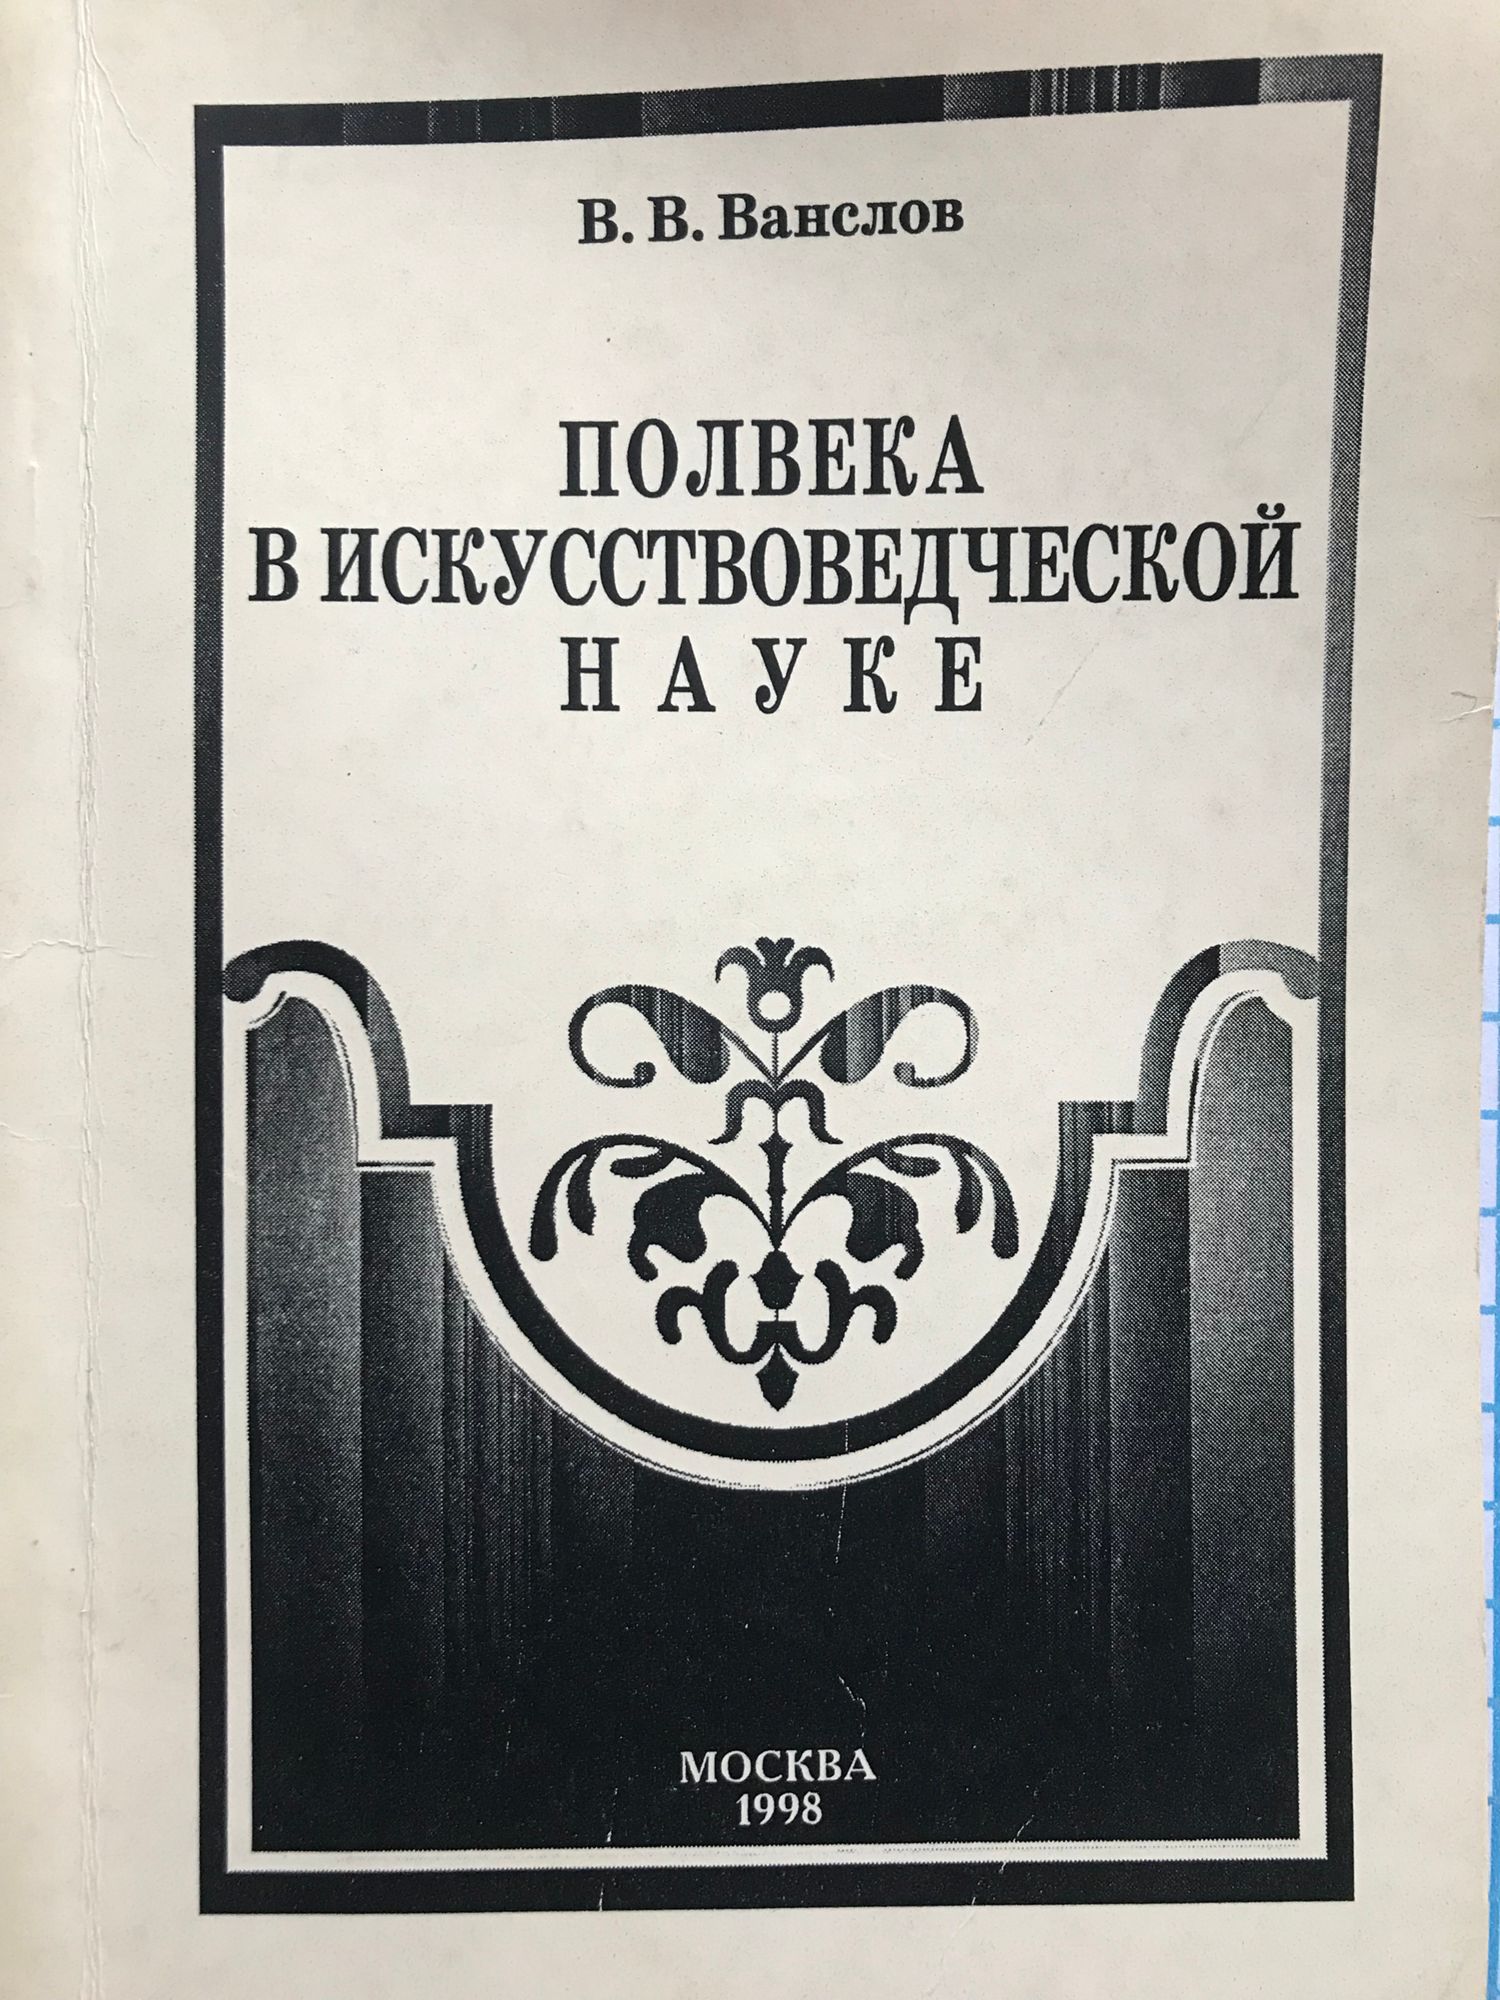 В. В. Ванслов
ПОЛВЕКА
В ИСКУССТВОВЕДЧЕСКОЙ
НАУКЕ
МОСКВА
1998